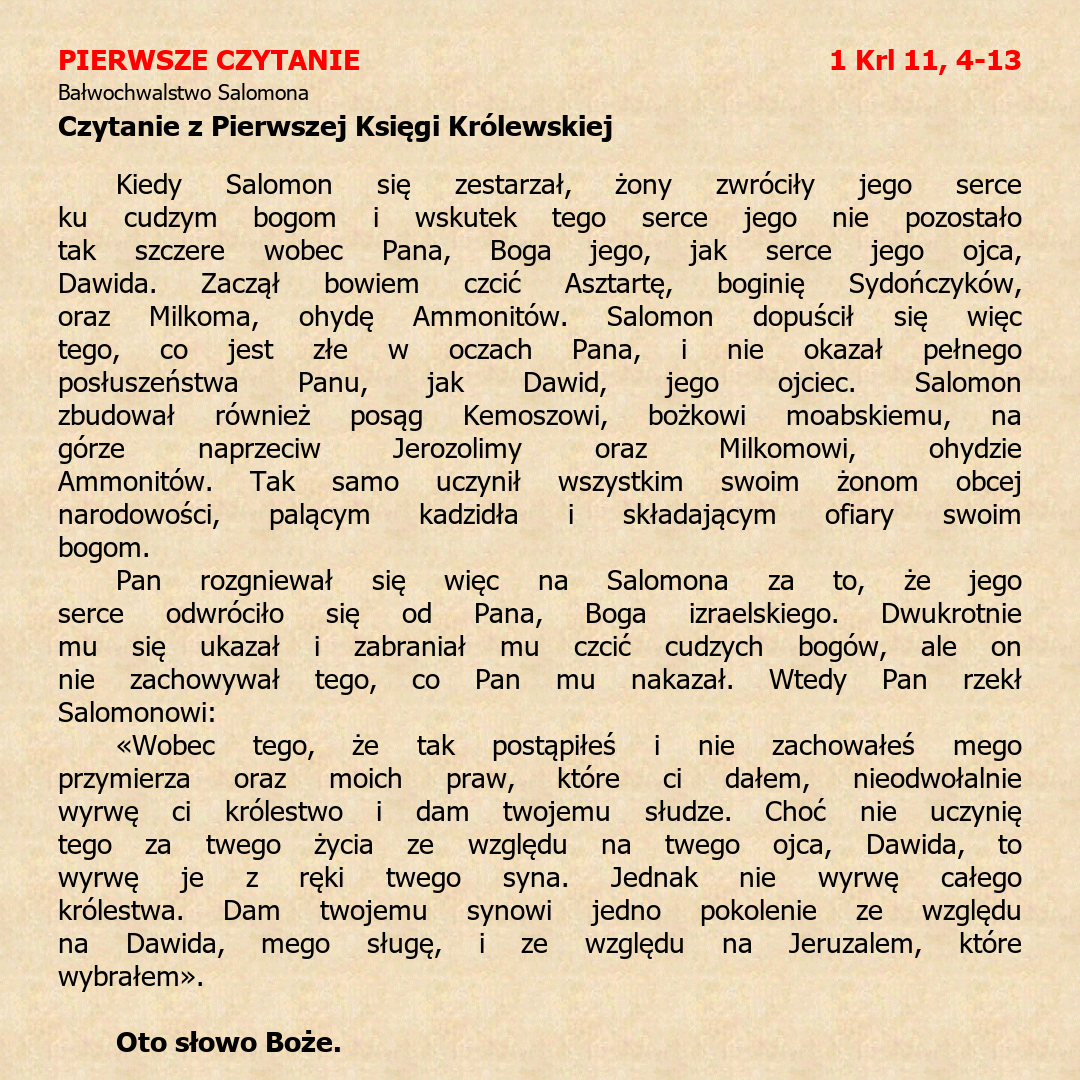 PIERWSZE CZYTANIE 1 Krl 11, 4-13
Bałwochwalstwo Salomona
Czytanie z Pierwszej Księgi Królewskiej
Kiedy Salomon się zestarzał, żony zwróciły jego serce
ku cudzym bogom i wskutek tego serce jego nie pozostało
tak szczere wobec Pana, Boga jego, jak serce jego ojca,
Dawida. Zaczął bowiem czcić Asztartę, boginię Sydończyków,
oraz Milkoma, ohydę Ammonitów. Salomon dopuścił się więc
tego, co jest złe w oczach Pana, i nie okazał pełnego
posłuszeństwa Panu, jak Dawid, jego ojciec. Salomon
zbudował również posąg Kemoszowi, bożkowi moabskiemu, na
górze naprzeciw Jerozolimy oraz Milkomowi, ohydzie
Ammonitów. Tak samo uczynił wszystkim swoim żonom obcej
narodowości, palącym kadzidła i składającym ofiary swoim
bogom.
Pan rozgniewał się więc na Salomona za to, że jego
serce odwróciło się od Pana, Boga izraelskiego. Dwukrotnie
mu się ukazał i zabraniał mu czcić cudzych bogów, ale on
nie zachowywał tego, co Pan mu nakazał. Wtedy Pan rzekł
Salomonowi:
«Wobec tego, że tak postąpiłeś i nie zachowałeś mego
przymierza oraz moich praw, które ci dałem, nieodwołalnie
wyrwę ci królestwo i dam twojemu słudze. Choć nie uczynię
tego za twego życia ze względu na twego ojca, Dawida, to
wyrwę je z ręki twego syna. Jednak nie wyrwę całego
królestwa. Dam twojemu synowi jedno pokolenie ze względu
na Dawida, mego sługę, i ze względu na Jeruzalem, które
wybrałem».
Oto słowo Boże.